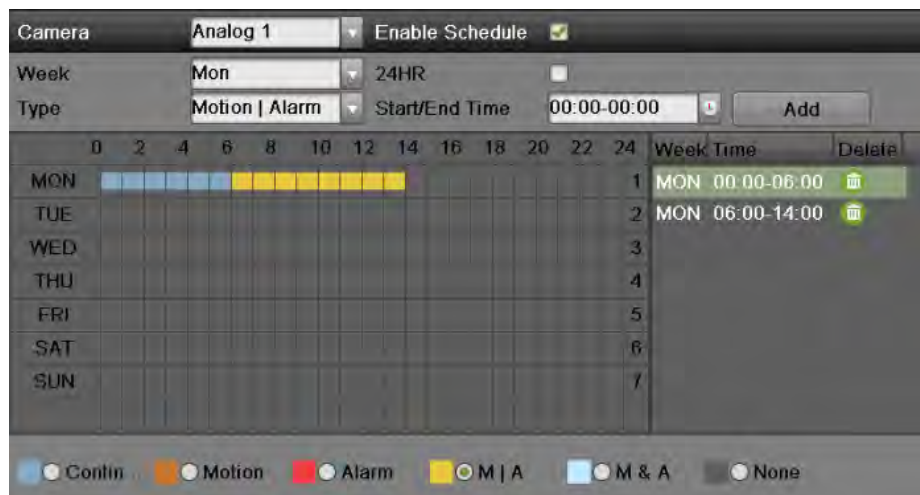 Camera Analog 1 Enable Schedule
Week Mon 24HR
Type Motion | Alarm Start/End Time 00:00-00:00 Add
0 2 4 6 8 10 12 14 16 18 20 22 24 Week Time Delete
MON 1 MON 00:00-06:00
TUE 2 MON 06:00-14:00
WED 3
THU 4
FRI 5
SAT 6
SUN 7
Contin Motion Alarm M | A M & A None